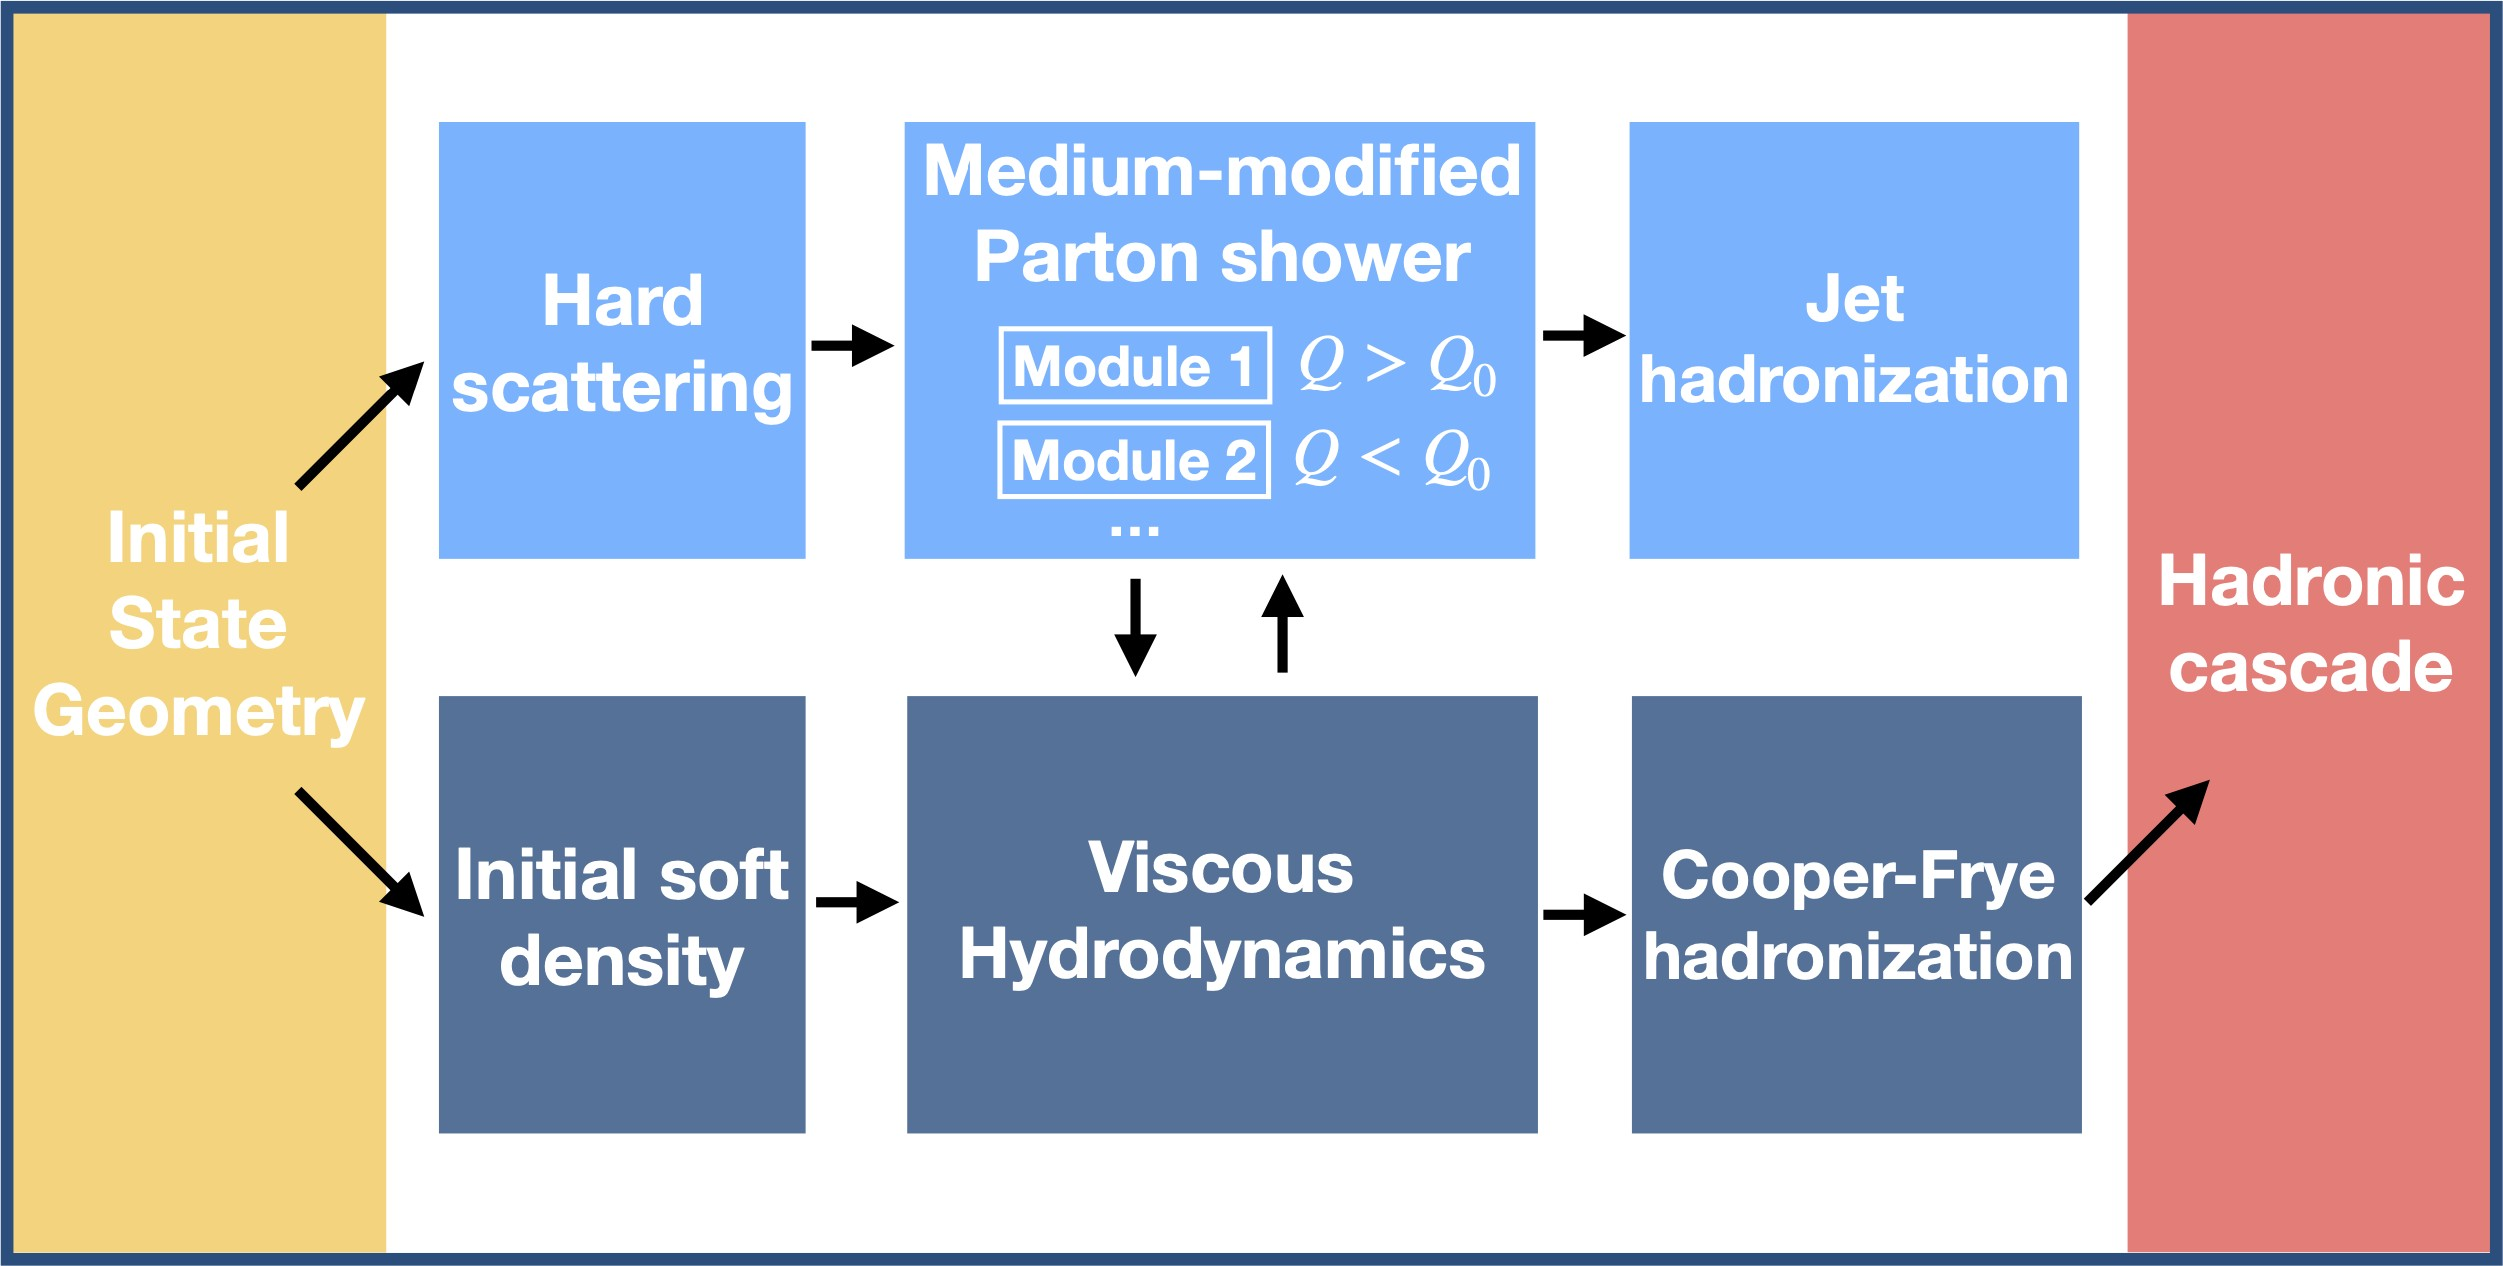 Initial
State
Geometry
Hard
scattering
Medium-modified
Parton shower
Module 1 Q > Q₀
Module 2 Q < Q₀
...
Jet
hadronization
Initial soft
density
Viscous
Hydrodynamics
Cooper-Frye
hadronization
Hadronic
cascade